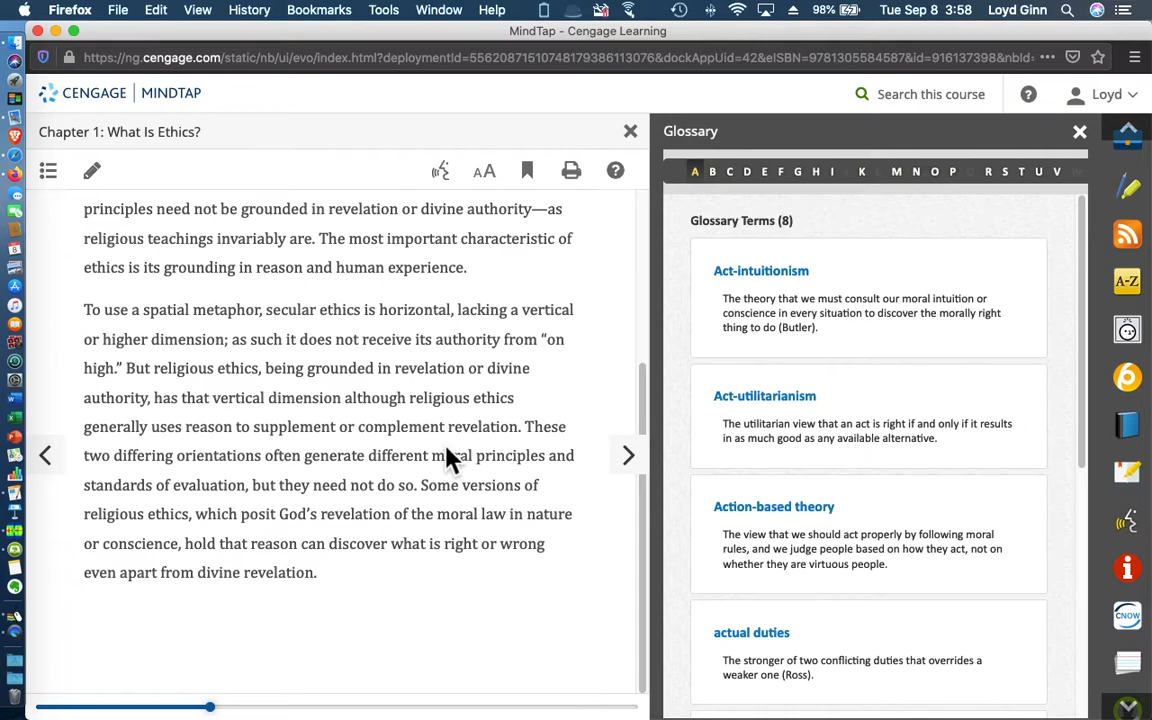 Firefox File Edit View History Bookmarks Tools Window Help 98% Tue Sep 8 3:58 Loyd Ginn
MindTap - Cengage Learning
https://ng.cengage.com/static/nb/ui/evo/index.html?deploymentId=55620871510748179386113076&dockAppUid=42&eISBN=9781305584587&id=916137398&nbId=
CENGAGE MINDTAP
Search this course
Loyd
Chapter 1: What Is Ethics?
AA
principles need not be grounded in revelation or divine authority—as
religious teachings invariably are. The most important characteristic of
ethics is its grounding in reason and human experience.
To use a spatial metaphor, secular ethics is horizontal, lacking a vertical
or higher dimension; as such it does not receive its authority from “on
high.” But religious ethics, being grounded in revelation or divine
authority, has that vertical dimension although religious ethics
generally uses reason to supplement or complement revelation. These
two differing orientations often generate different moral principles and
standards of evaluation, but they need not do so. Some versions of
religious ethics, which posit God’s revelation of the moral law in nature
or conscience, hold that reason can discover what is right or wrong
even apart from divine revelation.
Glossary
A B C D E F G H I K M N O P R S T U V
Glossary Terms (8)
Act-intuitionism
The theory that we must consult our moral intuition or
conscience in every situation to discover the morally right
thing to do (Butler).
Act-utilitarianism
The utilitarian view that an act is right if and only if it results
in as much good as any available alternative.
Action-based theory
The view that we should act properly by following moral
rules, and we judge people based on how they act, not on
whether they are virtuous people.
actual duties
The stronger of two conflicting duties that overrides a
weaker one (Ross).
A-Z
CNOW